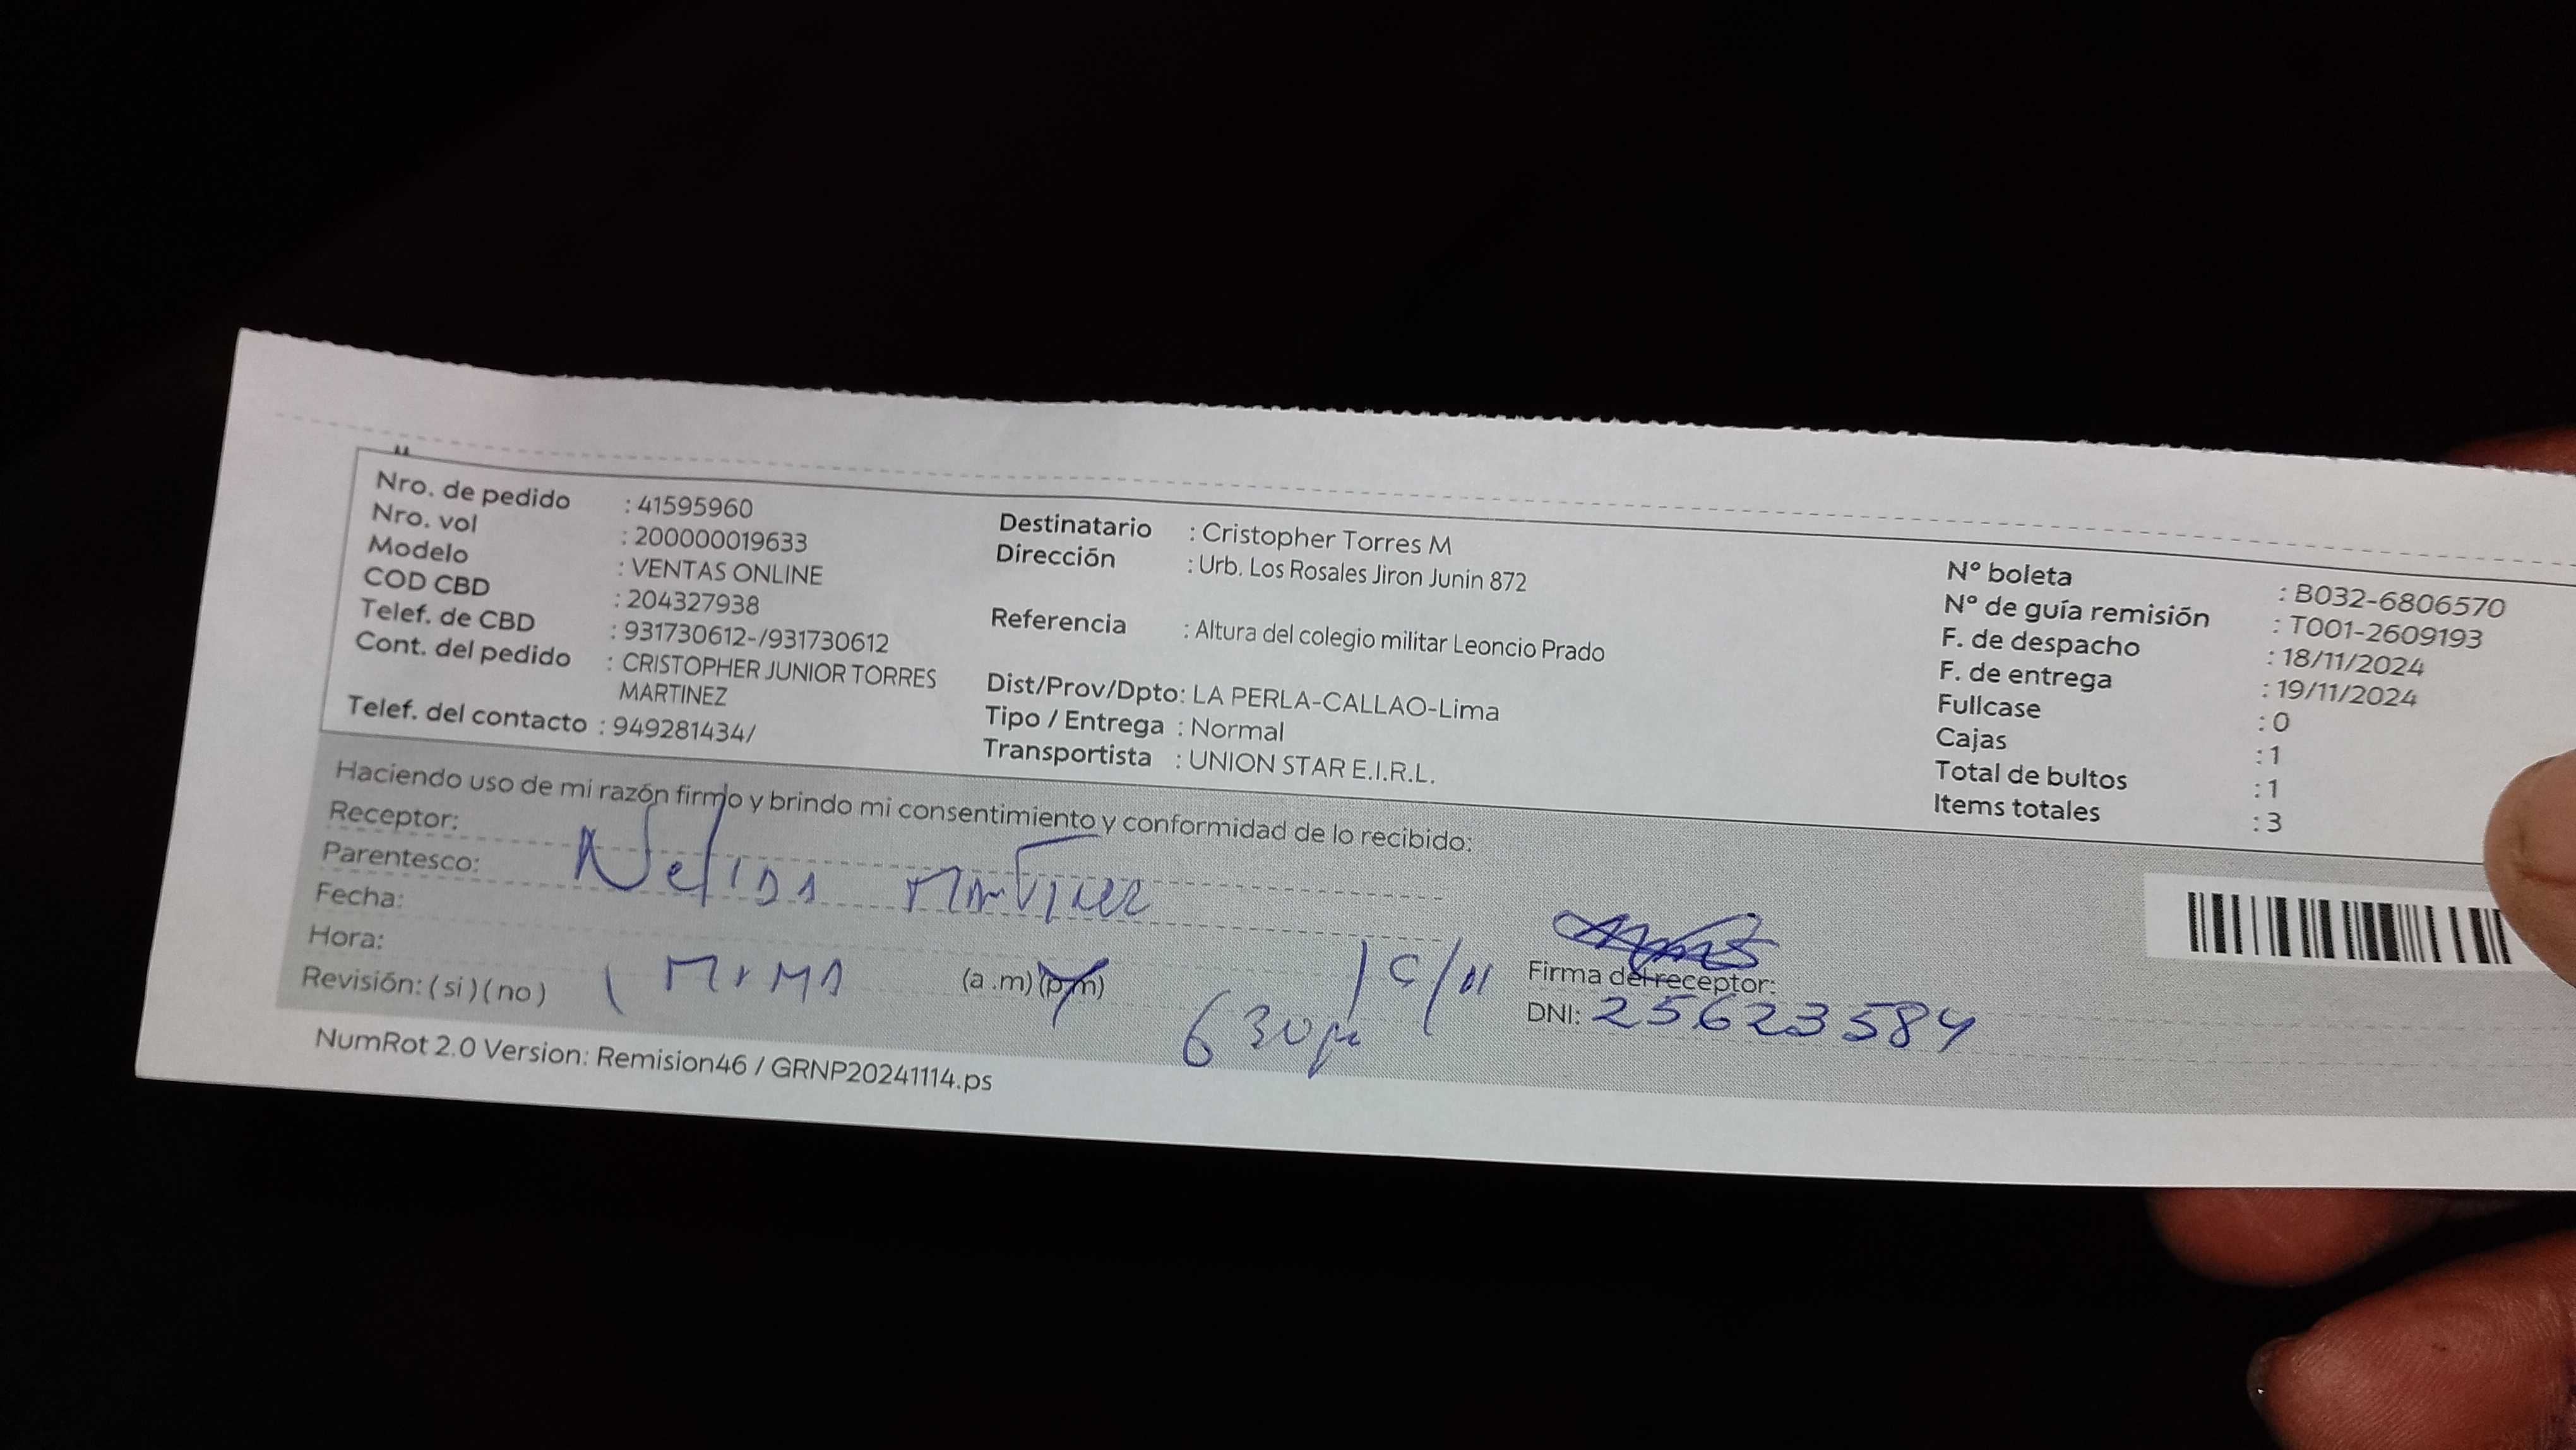 Nro. de pedido : 41595960
Nro. vol : 200000019633
Modelo : VENTAS ONLINE
COD CBD : 204327938
Telef. de CBD : 931730612-/931730612
Cont. del pedido : CRISTOPHER JUNIOR TORRES
MARTINEZ
Telef. del contacto : 949281434/
Destinatario : Cristopher Torres M
Dirección : Urb. Los Rosales Jiron Junin 872
Referencia : Altura del colegio militar Leoncio Prado
Dist/Prov/Dpto: LA PERLA-CALLAO-Lima
Tipo / Entrega : Normal
Transportista : UNION STAR E.I.R.L.
N° boleta : B032-6806570
N° de guía remisión : T001-2609193
F. de despacho : 18/11/2024
F. de entrega : 19/11/2024
Fullcase : 0
Cajas : 1
Total de bultos : 1
Items totales : 3
Haciendo uso de mi razón firmo y brindo mi consentimiento y conformidad de lo recibido:
Receptor:
Parentesco: Nelida Martinez
Fecha:
Hora: (a.m)(p.m)
Revisión: (si)(no) MAMA
630pm
Firma del receptor:
DNI: 25623584
NumRot 2.0 Version: Remision46 / GRNP20241114.ps